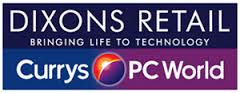 DIXONS RETAIL
BRINGING LIFE TO TECHNOLOGY
Currys PC World